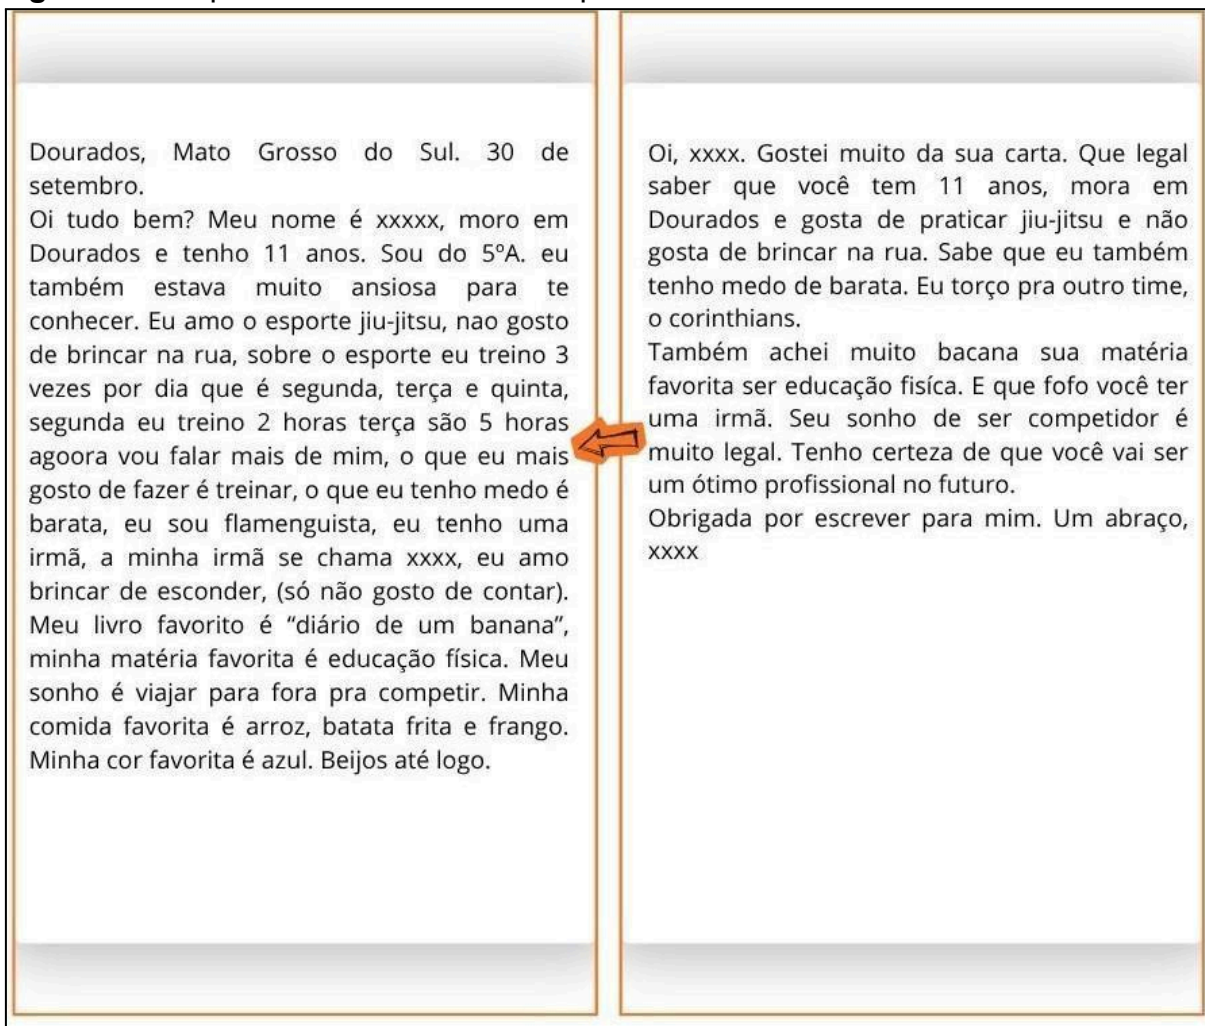 Dourados, Mato Grosso do Sul. 30 de
setembro.
Oi tudo bem? Meu nome é xxxxx, moro em
Dourados e tenho 11 anos. Sou do 5ºA. eu
também estava muito ansiosa para te
conhecer. Eu amo o esporte jiu-jitsu, nao gosto
de brincar na rua, sobre o esporte eu treino 3
vezes por dia que é segunda, terça e quinta,
segunda eu treino 2 horas terça são 5 horas
agoora vou falar mais de mim, o que eu mais
gosto de fazer é treinar, o que eu tenho medo é
barata, eu sou flamenguista, eu tenho uma
irmã, a minha irmã se chama xxxx, eu amo
brincar de esconder, (só não gosto de contar).
Meu livro favorito é “diário de um banana”,
minha matéria favorita é educação física. Meu
sonho é viajar para fora pra competir. Minha
comida favorita é arroz, batata frita e frango.
Minha cor favorita é azul. Beijos até logo.
Oi, xxxx. Gostei muito da sua carta. Que legal
saber que você tem 11 anos, mora em
Dourados e gosta de praticar jiu-jitsu e não
gosta de brincar na rua. Sabe que eu também
tenho medo de barata. Eu torço pra outro time,
o corinthians.
Também achei muito bacana sua matéria
favorita ser educação fisíca. E que fofo você ter
uma irmã. Seu sonho de ser competidor é
muito legal. Tenho certeza de que você vai ser
um ótimo profissional no futuro.
Obrigada por escrever para mim. Um abraço,
xxxx